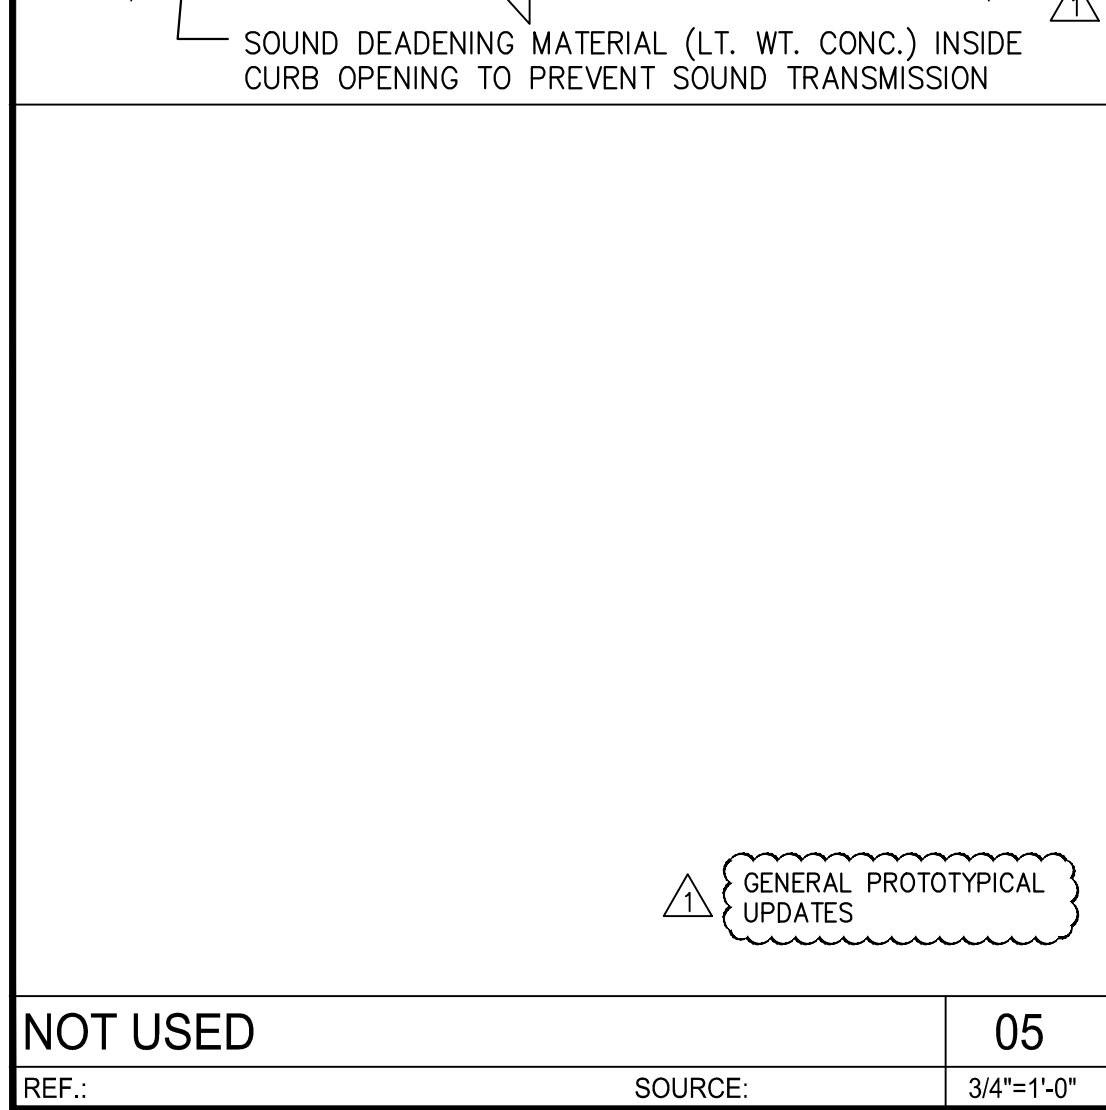 1
SOUND DEADENING MATERIAL (LT. WT. CONC.) INSIDE
CURB OPENING TO PREVENT SOUND TRANSMISSION
1
GENERAL PROTOTYPICAL
UPDATES
NOT USED
05
REF.:
SOURCE:
3/4"=1'-0"